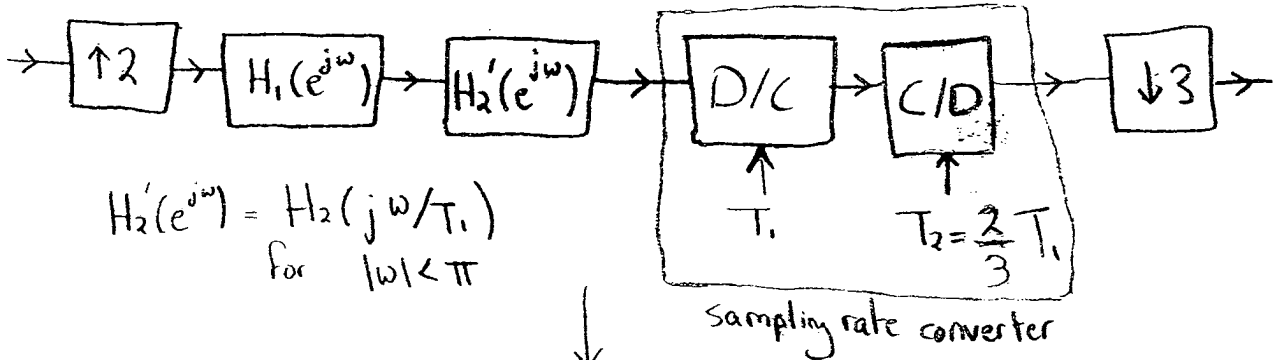 ↑2 H₁(e^{jω}) H₂'(e^{jω}) D/C C/D ↓3
T₁ T₂ = 2/3 T₁
H₂'(e^{jω}) = H₂(jω/T₁)
for |ω| < π
sampling rate converter